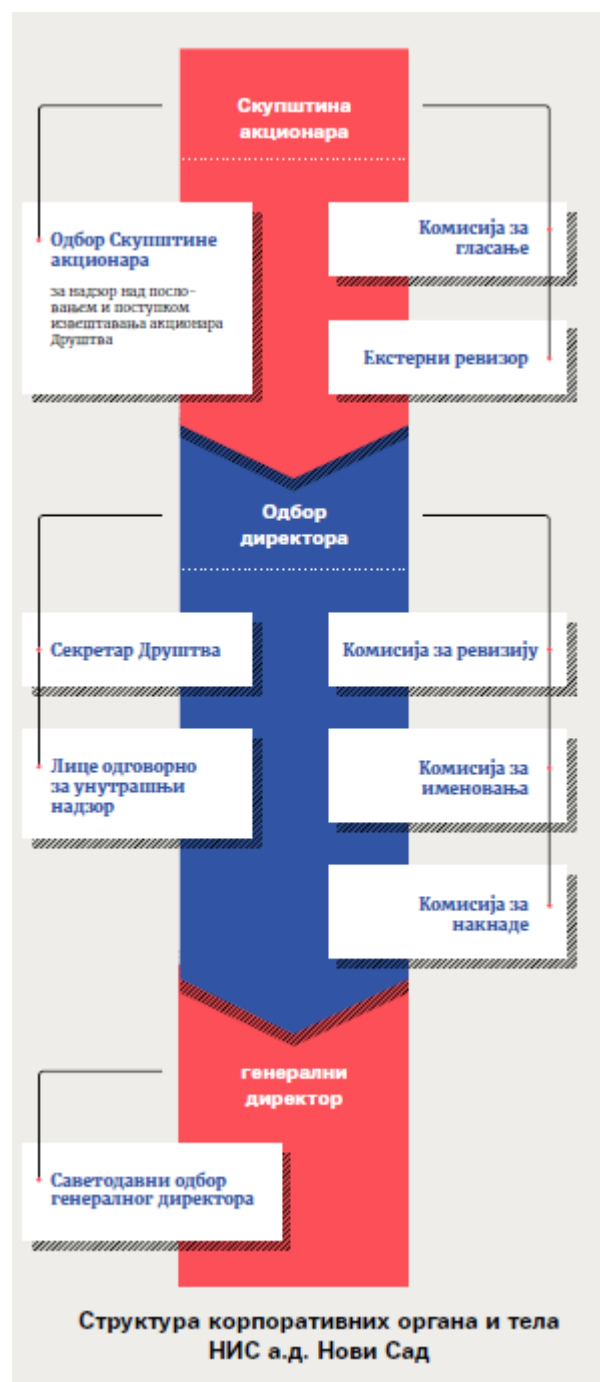 Скупштина
акционара
Одбор Скупштине
акционара
за надзор над посло-
вањем и поступком
извештавања акционара
Друштва
Комисија за
гласање
Екстерни ревизор
Одбор
директора
Секретар Друштва
Лице одговорно
за унутрашњи
надзор
Комисија за ревизију
Комисија за
именовања
Комисија за
накнаде
генерални
директор
Саветодавни одбор
генералног директора
Структура корпоративних органа и тела
НИС а.д. Нови Сад